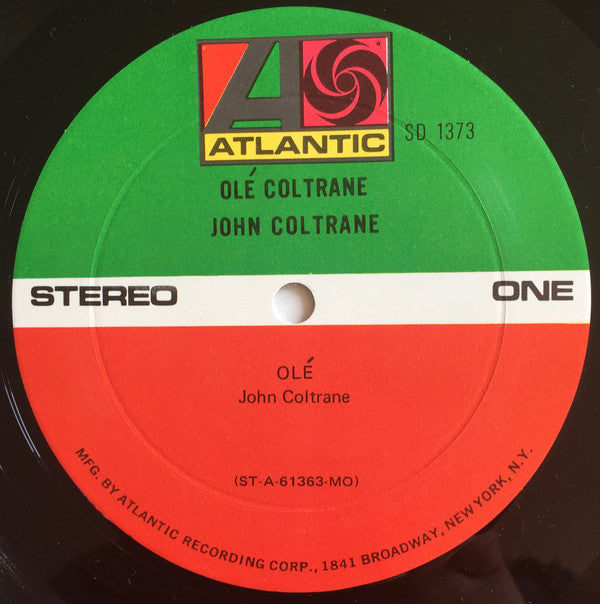 A
ATLANTIC
SD 1373
OLÉ COLTRANE
JOHN COLTRANE
STEREO
ONE
OLÉ
John Coltrane
(ST-A-61363-MO)
MFG. BY ATLANTIC RECORDING CORP., 1841 BROADWAY, NEW YORK, N.Y.